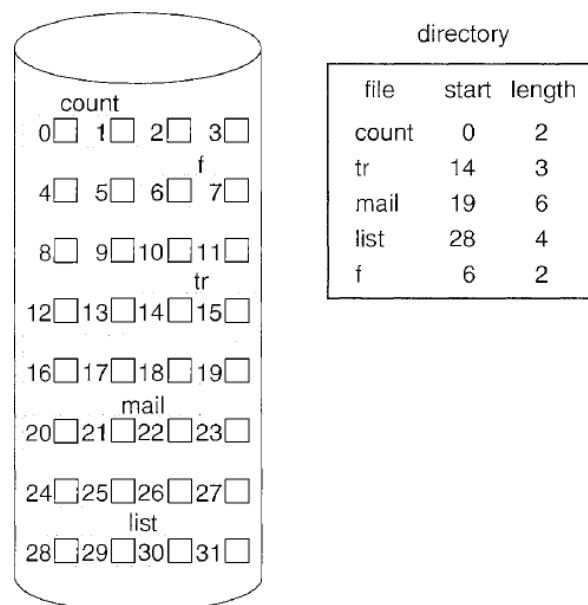 count
0 1 2 3
f
4 5 6 7
8 9 10 11
tr
12 13 14 15
16 17 18 19
mail
20 21 22 23
24 25 26 27
list
28 29 30 31
directory
file start length
count 0 2
tr 14 3
mail 19 6
list 28 4
f 6 2